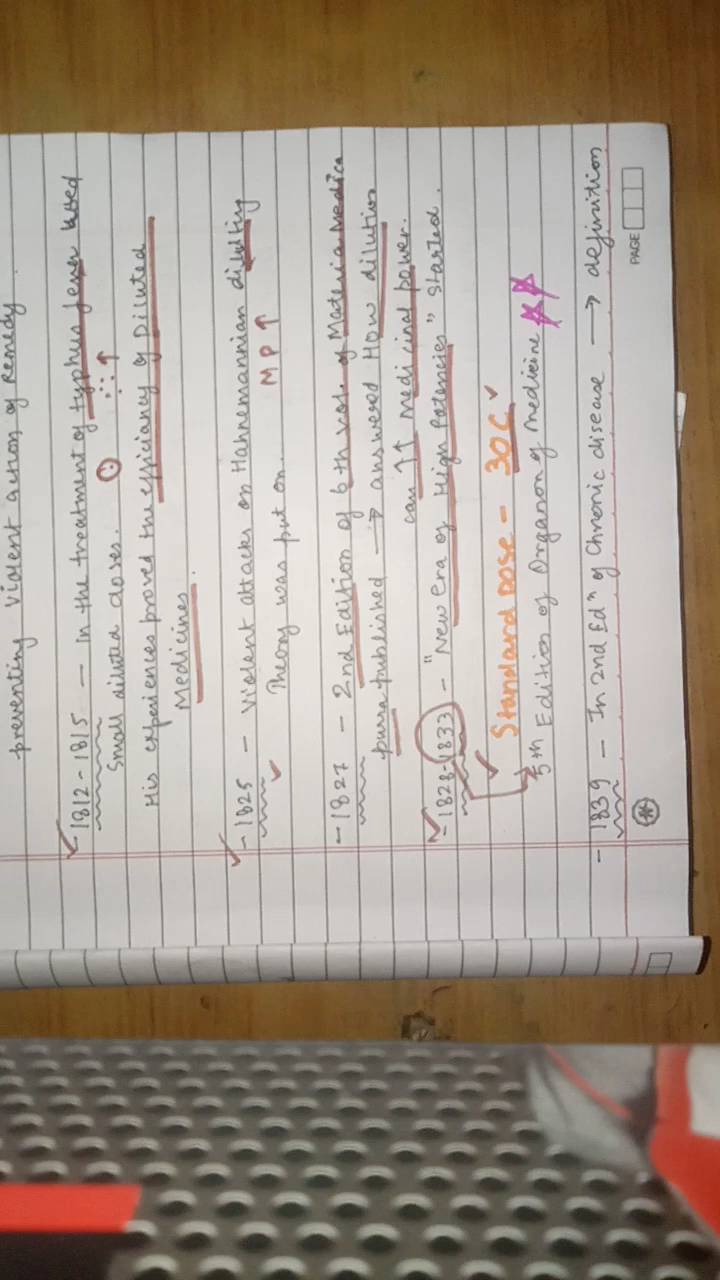 preventing violent action of Remedy.
- 1812-1815 - In the treatment of typhus fever used
small diluted doses.
His experiences proved the efficiancy of Diluted
Medicines.
- 1825 - Violent attacks on Hahnemannian diluting
Theory was put on. MP ↑
- 1827 - 2nd Edition of 6th vol. of Materia Medica
pura published → answered How dilution
can ↑↑ Medicinal power.
- 1828-1833 - "New Era of High Potencies" started.
Standard Dose - 30C
5th Edition of Organon of Medicine
- 1839 - In 2nd Edⁿ of Chronic disease → definition
PAGE